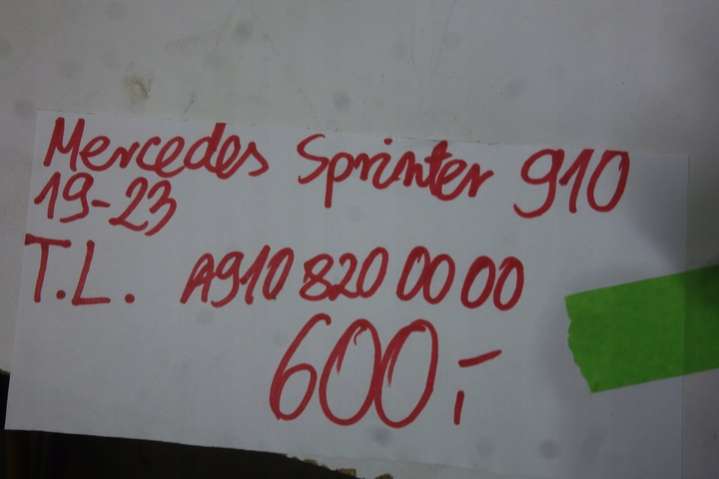 Mercedes Sprinter 910
19-23
T.L. A910 820 00 00
600,-